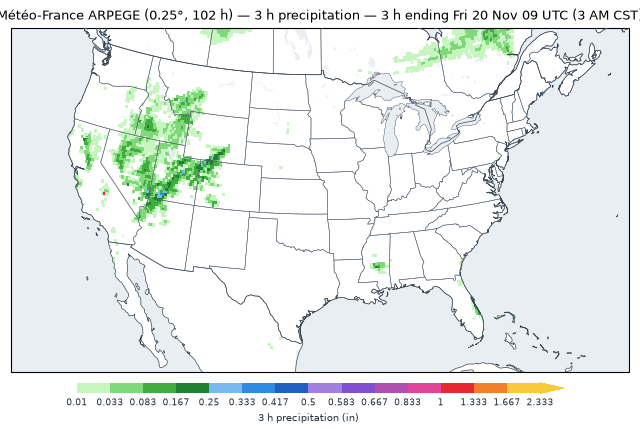 Météo-France ARPEGE (0.25°, 102 h) — 3 h precipitation — 3 h ending Fri 20 Nov 09 UTC (3 AM CST)
0.01 0.033 0.083 0.167 0.25 0.333 0.417 0.5 0.583 0.667 0.833 1 1.333 1.667 2.333
3 h precipitation (in)